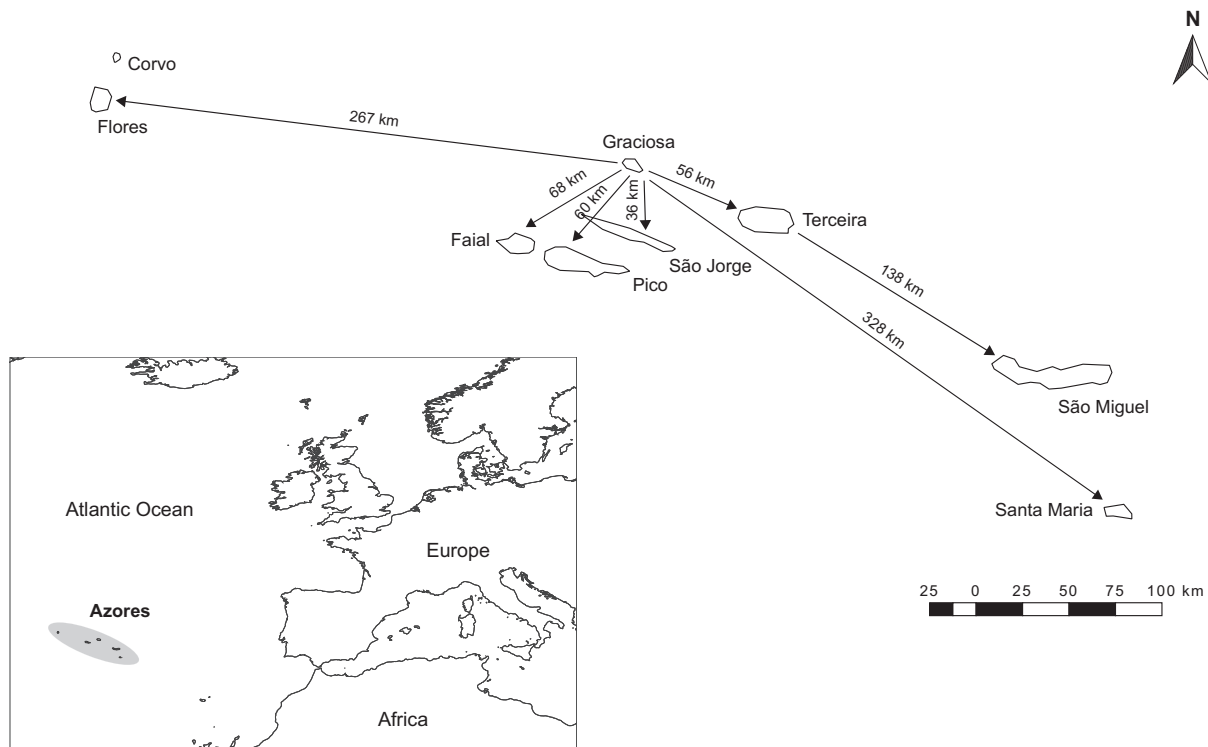 N
Corvo
Flores
267 km
Graciosa
68 km
60 km
36 km
56 km
Terceira
Faial
São Jorge
Pico
138 km
328 km
São Miguel
Santa Maria
Atlantic Ocean
Europe
Azores
Africa
25 0 25 50 75 100 km